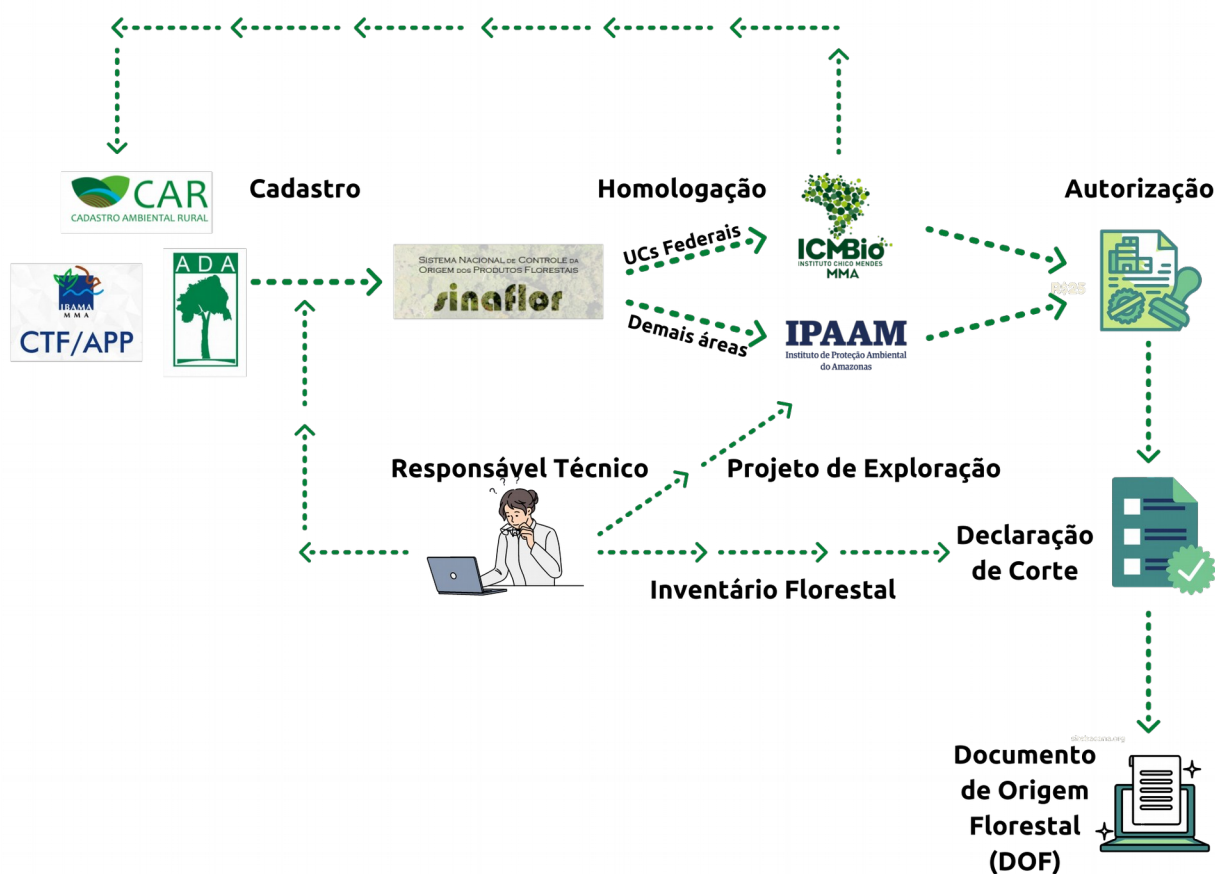 CAR
CADASTRO AMBIENTAL RURAL
Cadastro
Homologação
Autorização
IBAMA
MMA
CTF/APP
ADA
SISTEMA NACIONAL DE CONTROLE DA
ORIGEM DOS PRODUTOS FLORESTAIS
sinaflor
UCs Federais
Demais áreas
ICMBio
INSTITUTO CHICO MENDES
MMA
IPAAM
Instituto de Proteção Ambiental
do Amazonas
Responsável Técnico
? ? ?
Projeto de Exploração
Inventário Florestal
Declaração
de Corte
Documento
de Origem
Florestal
(DOF)